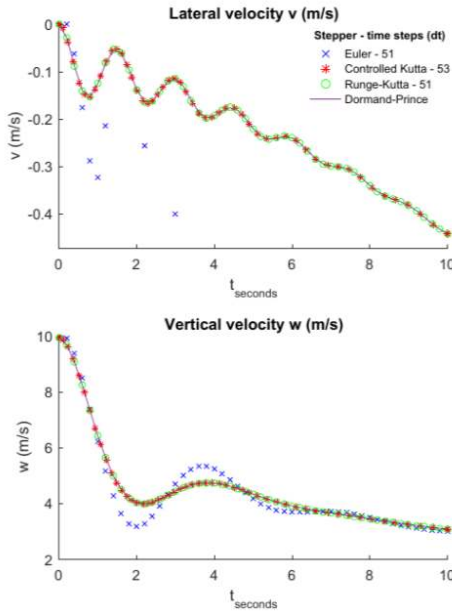 Lateral velocity v (m/s)
Stepper - time steps (dt)
Euler - 51
Controlled Kutta - 53
Runge-Kutta - 51
Dormand-Prince
0
-0.1
-0.2
-0.3
-0.4
v (m/s)
0 2 4 6 8 10
t seconds
Vertical velocity w (m/s)
10
8
6
4
2
w (m/s)
0 2 4 6 8 10
t seconds